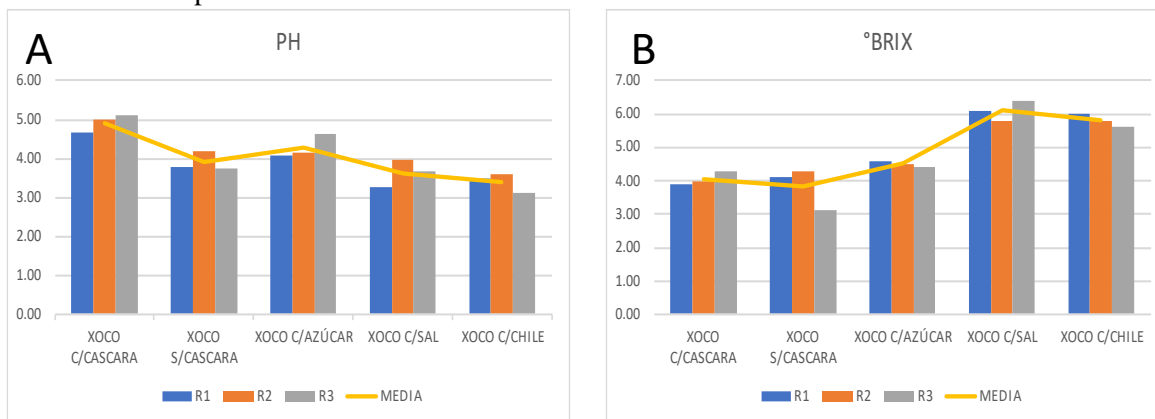 A
PH
6.00
5.00
4.00
3.00
2.00
1.00
0.00
XOCO C/CASCARA
XOCO S/CASCARA
XOCO C/AZÚCAR
XOCO C/SAL
XOCO C/CHILE
R1 R2 R3 MEDIA
B
°BRIX
7.00
6.00
5.00
4.00
3.00
2.00
1.00
0.00
XOCO C/CASCARA
XOCO S/CASCARA
XOCO C/AZÚCAR
XOCO C/SAL
XOCO C/CHILE
R1 R2 R3 MEDIA